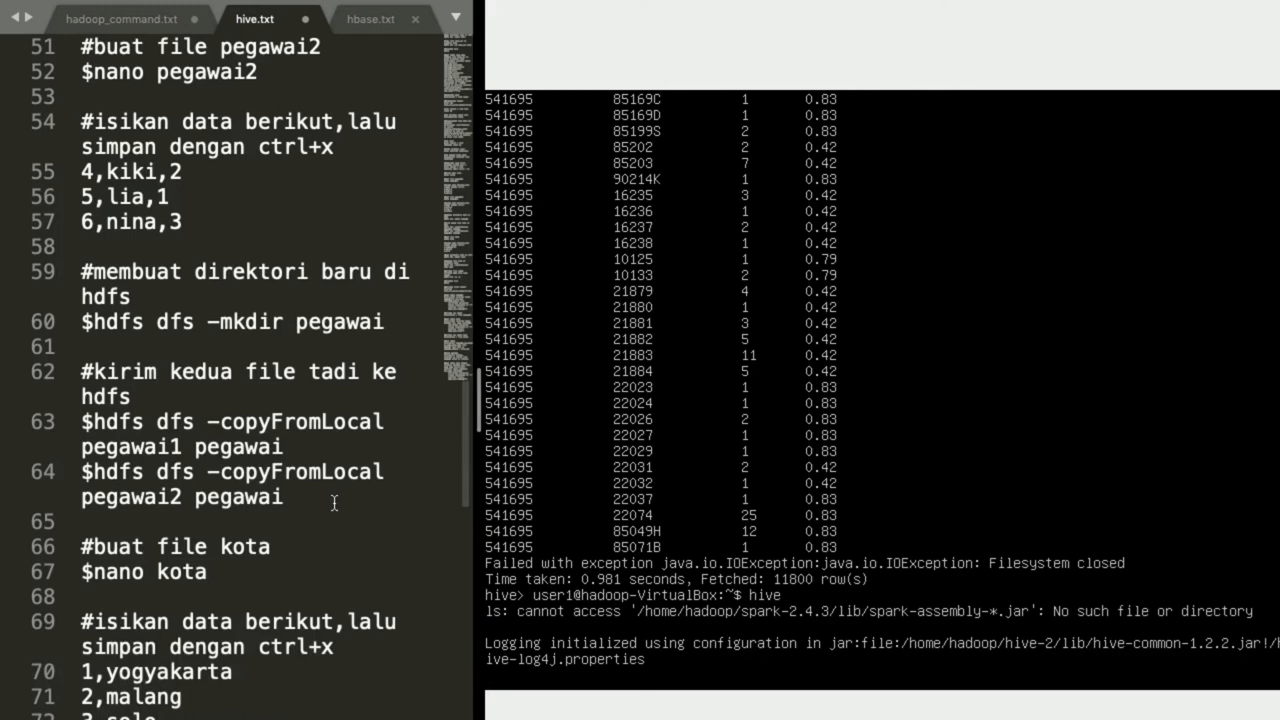 hadoop_command.txt
hive.txt
hbase.txt
51 #buat file pegawai2
52 $nano pegawai2
53
54 #isikan data berikut,lalu
simpan dengan ctrl+x
55 4,kiki,2
56 5,lia,1
57 6,nina,3
58
59 #membuat direktori baru di
hdfs
60 $hdfs dfs -mkdir pegawai
61
62 #kirim kedua file tadi ke
hdfs
63 $hdfs dfs -copyFromLocal
pegawai1 pegawai
64 $hdfs dfs -copyFromLocal
pegawai2 pegawai
65
66 #buat file kota
67 $nano kota
68
69 #isikan data berikut,lalu
simpan dengan ctrl+x
70 1,yogyakarta
71 2,malang
72 3,solo
541695 85169C 1 0.83
541695 85169D 1 0.83
541695 85199S 2 0.83
541695 85202 2 0.42
541695 85203 7 0.42
541695 90214K 1 0.83
541695 16235 3 0.42
541695 16236 1 0.42
541695 16237 2 0.42
541695 16238 1 0.42
541695 10125 1 0.79
541695 10133 2 0.79
541695 21879 4 0.42
541695 21880 1 0.42
541695 21881 3 0.42
541695 21882 5 0.42
541695 21883 11 0.42
541695 21884 5 0.42
541695 22023 1 0.83
541695 22024 1 0.83
541695 22026 2 0.83
541695 22027 1 0.83
541695 22029 1 0.83
541695 22031 2 0.42
541695 22032 1 0.42
541695 22037 1 0.83
541695 22074 25 0.83
541695 85049H 12 0.83
541695 85071B 1 0.83
Failed with exception java.io.IOException:java.io.IOException: Filesystem closed
Time taken: 0.981 seconds, Fetched: 11800 row(s)
hive> user1@hadoop-VirtualBox:~$ hive
ls: cannot access '/home/hadoop/spark-2.4.3/lib/spark-assembly-*.jar': No such file or directory
Logging initialized using configuration in jar:file:/home/hadoop/hive-2/lib/hive-common-1.2.2.jar!/h
ive-log4j.properties